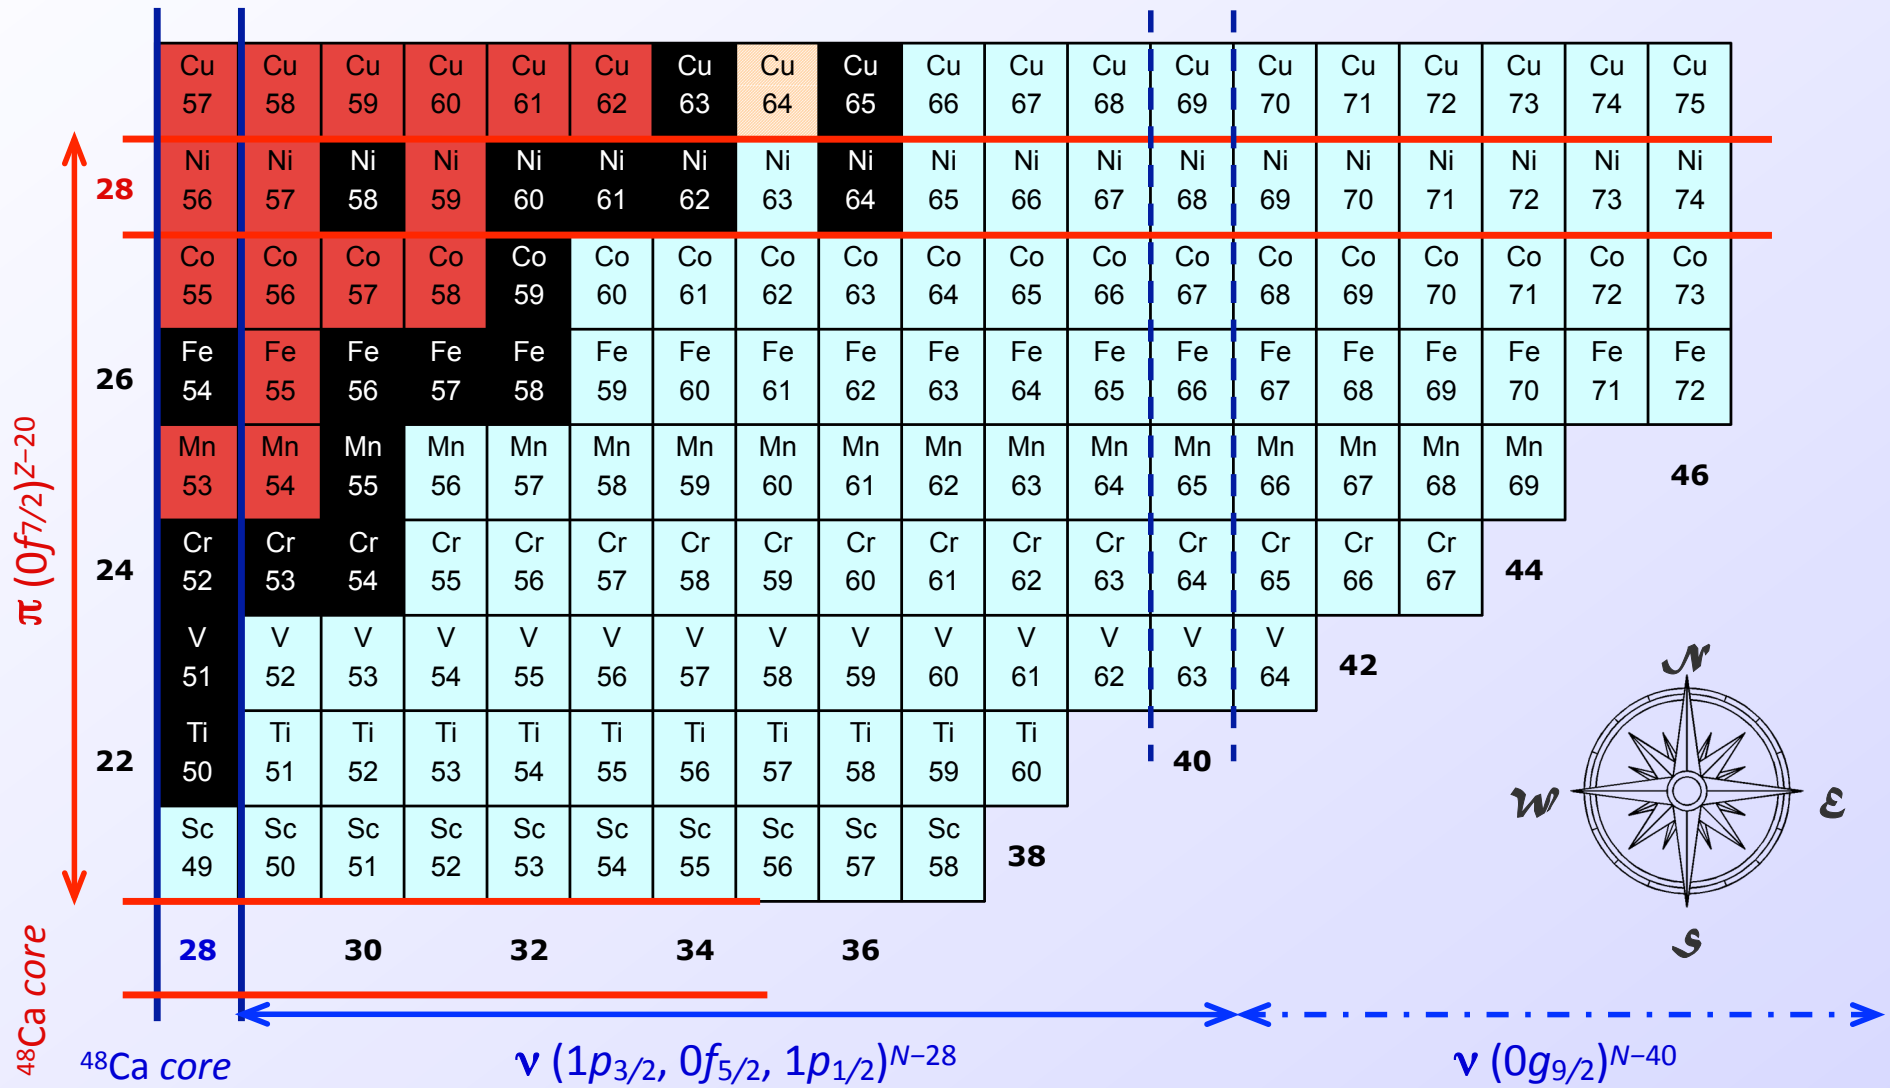 Cu Cu Cu Cu Cu Cu Cu Cu Cu Cu Cu Cu Cu Cu Cu Cu Cu Cu Cu
57 58 59 60 61 62 63 64 65 66 67 68 69 70 71 72 73 74 75
Ni Ni Ni Ni Ni Ni Ni Ni Ni Ni Ni Ni Ni Ni Ni Ni Ni Ni Ni
28
56 57 58 59 60 61 62 63 64 65 66 67 68 69 70 71 72 73 74
Co Co Co Co Co Co Co Co Co Co Co Co Co Co Co Co Co Co Co
55 56 57 58 59 60 61 62 63 64 65 66 67 68 69 70 71 72 73
Fe Fe Fe Fe Fe Fe Fe Fe Fe Fe Fe Fe Fe Fe Fe Fe Fe Fe Fe
26
54 55 56 57 58 59 60 61 62 63 64 65 66 67 68 69 70 71 72
Mn Mn Mn Mn Mn Mn Mn Mn Mn Mn Mn Mn Mn Mn Mn Mn Mn
53 54 55 56 57 58 59 60 61 62 63 64 65 66 67 68 69
46
Cr Cr Cr Cr Cr Cr Cr Cr Cr Cr Cr Cr Cr Cr Cr Cr
24
52 53 54 55 56 57 58 59 60 61 62 63 64 65 66 67
44
V V V V V V V V V V V V V V
51 52 53 54 55 56 57 58 59 60 61 62 63 64
42
Ti Ti Ti Ti Ti Ti Ti Ti Ti Ti Ti
22
50 51 52 53 54 55 56 57 58 59 60
40
Sc Sc Sc Sc Sc Sc Sc Sc Sc Sc
49 50 51 52 53 54 55 56 57 58
38
28 30 32 34 36
π (0f7/2)^Z−20
⁴⁸Ca core
⁴⁸Ca core
ν (1p3/2, 0f5/2, 1p1/2)^N−28
ν (0g9/2)^N−40
N
W
E
S